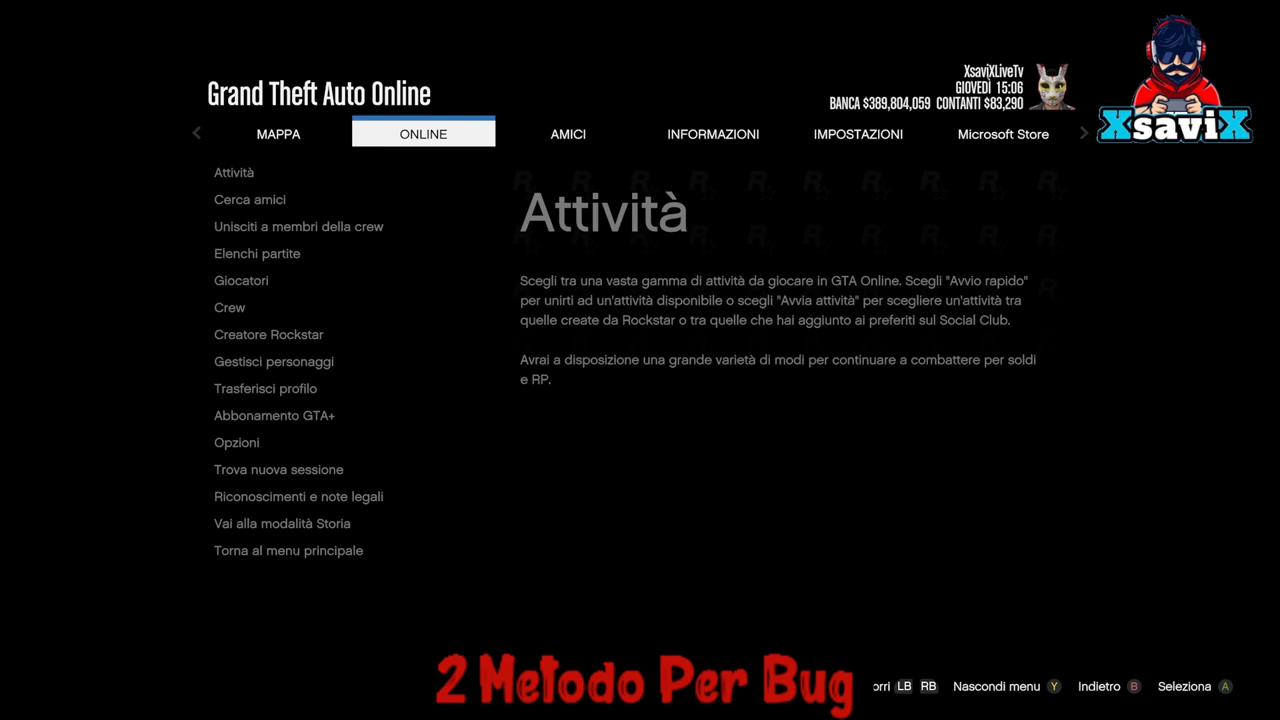 XsaviXLiveTv
Grand Theft Auto Online
GIOVEDÌ 15:06
BANCA $389,804,059 CONTANTI $83,290
XsaviX
MAPPA ONLINE AMICI INFORMAZIONI IMPOSTAZIONI Microsoft Store
Attività
Cerca amici
Unisciti a membri della crew
Elenchi partite
Giocatori
Crew
Creatore Rockstar
Gestisci personaggi
Trasferisci profilo
Abbonamento GTA+
Opzioni
Trova nuova sessione
Riconoscimenti e note legali
Vai alla modalità Storia
Torna al menu principale
Attività
Scegli tra una vasta gamma di attività da giocare in GTA Online. Scegli "Avvio rapido"
per unirti ad un'attività disponibile o scegli "Avvia attività" per scegliere un'attività tra
quelle create da Rockstar o tra quelle che hai aggiunto ai preferiti sul Social Club.
Avrai a disposizione una grande varietà di modi per continuare a combattere per soldi
e RP.
2 Metodo Per Bug
orri LB RB Nascondi menu Y Indietro B Seleziona A